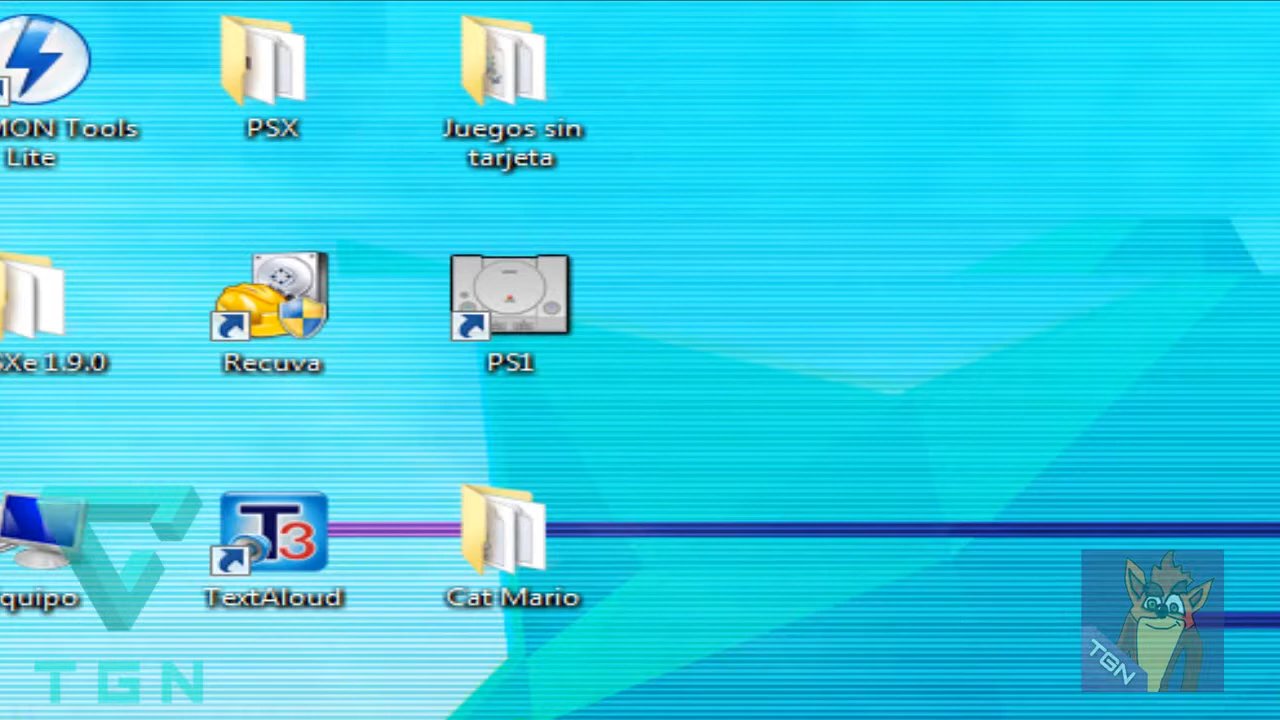 MON Tools
Lite
PSX
Juegos sin
tarjeta
SXe 1.9.0
Recuva
PS1
T3
quipo
TextAloud
Cat Mario
TGN
TGN